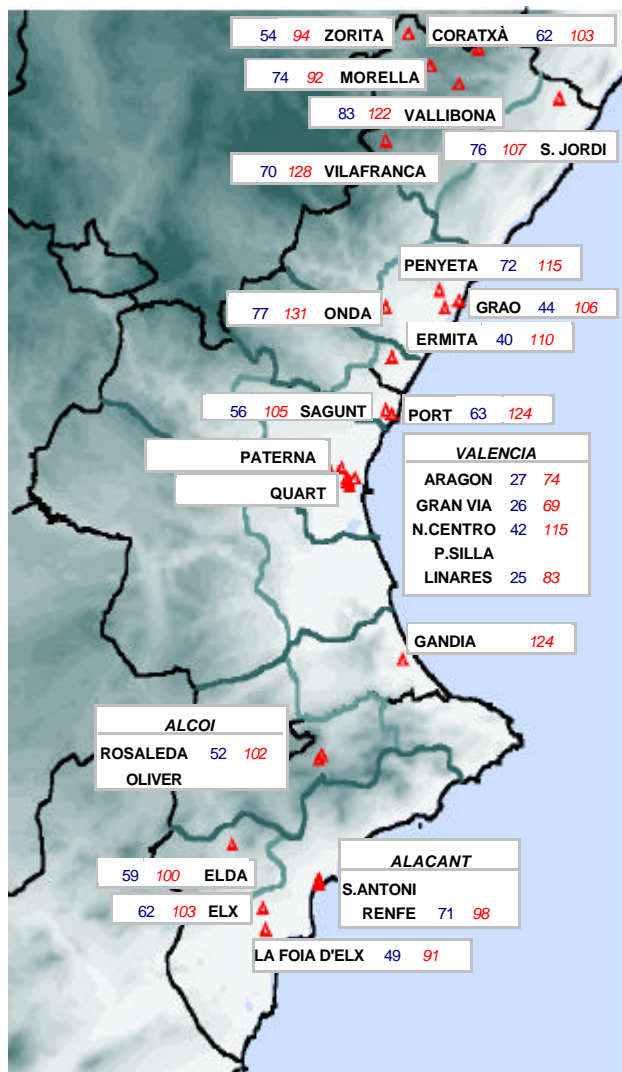 54 94 ZORITA
CORATXÀ 62 103
74 92 MORELLA
83 122 VALLIBONA
76 107 S. JORDI
70 128 VILAFRANCA
PENYETA 72 115
77 131 ONDA
GRAO 44 106
ERMITA 40 110
56 105 SAGUNT
PORT 63 124
PATERNA
QUART
VALENCIA
ARAGON 27 74
GRAN VIA 26 69
N.CENTRO 42 115
P.SILLA
LINARES 25 83
GANDIA 124
ALCOI
ROSALEDA 52 102
OLIVER
59 100 ELDA
62 103 ELX
ALACANT
S.ANTONI
RENFE 71 98
LA FOIA D'ELX 49 91